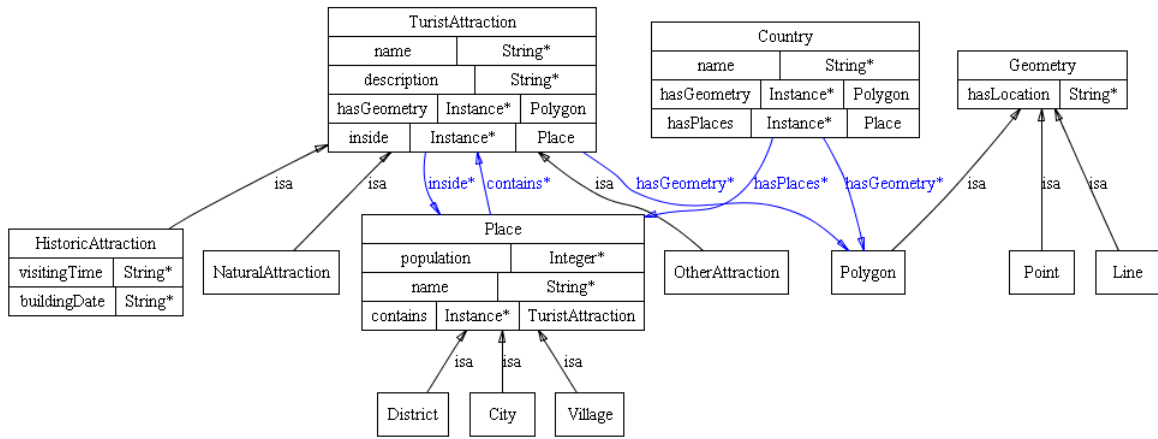 TuristAttraction
name String*
description String*
hasGeometry Instance* Polygon
inside Instance* Place
Country
name String*
hasGeometry Instance* Polygon
hasPlaces Instance* Place
Geometry
hasLocation String*
isa isa inside* contains* isa hasGeometry* hasPlaces* hasGeometry* isa isa isa
HistoricAttraction
visitingTime String*
buildingDate String*
NaturalAttraction
Place
population Integer*
name String*
contains Instance* TuristAttraction
OtherAttraction
Polygon
Point
Line
isa isa isa
District
City
Village